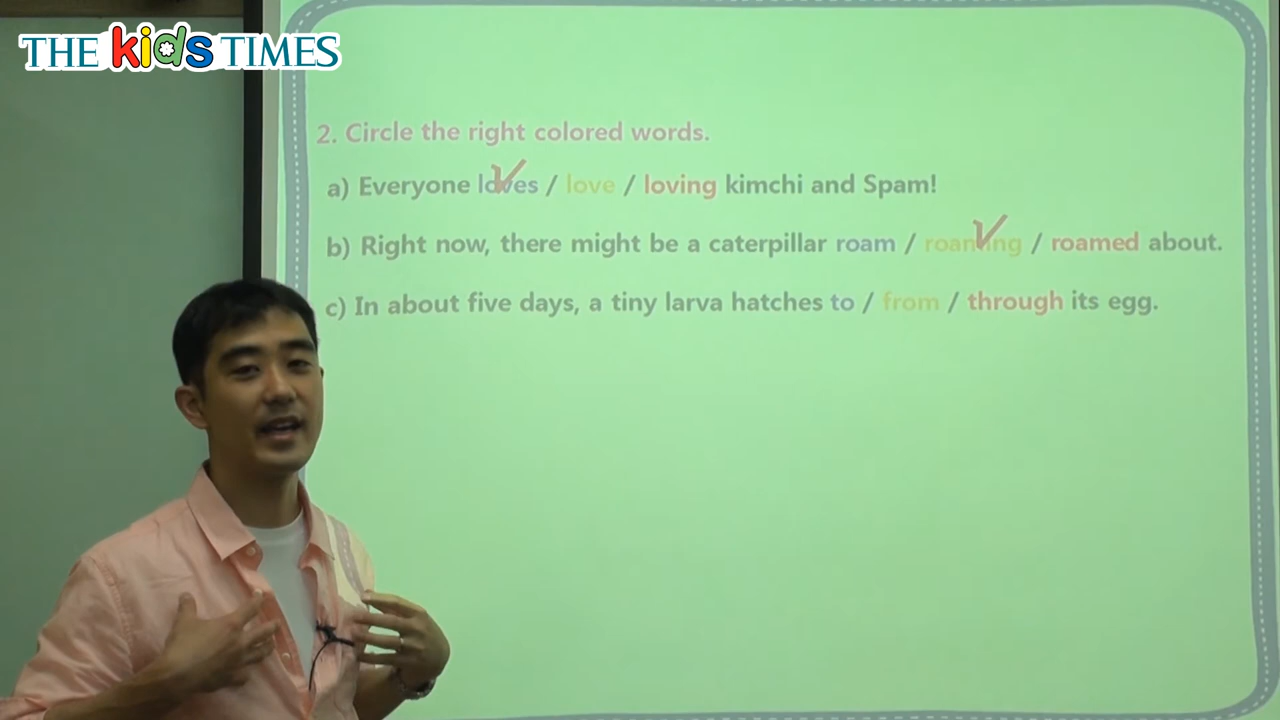 THE kids TIMES
2. Circle the right colored words.
a) Everyone loves / love / loving kimchi and Spam!
b) Right now, there might be a caterpillar roam / roaming / roamed about.
c) In about five days, a tiny larva hatches to / from / through its egg.